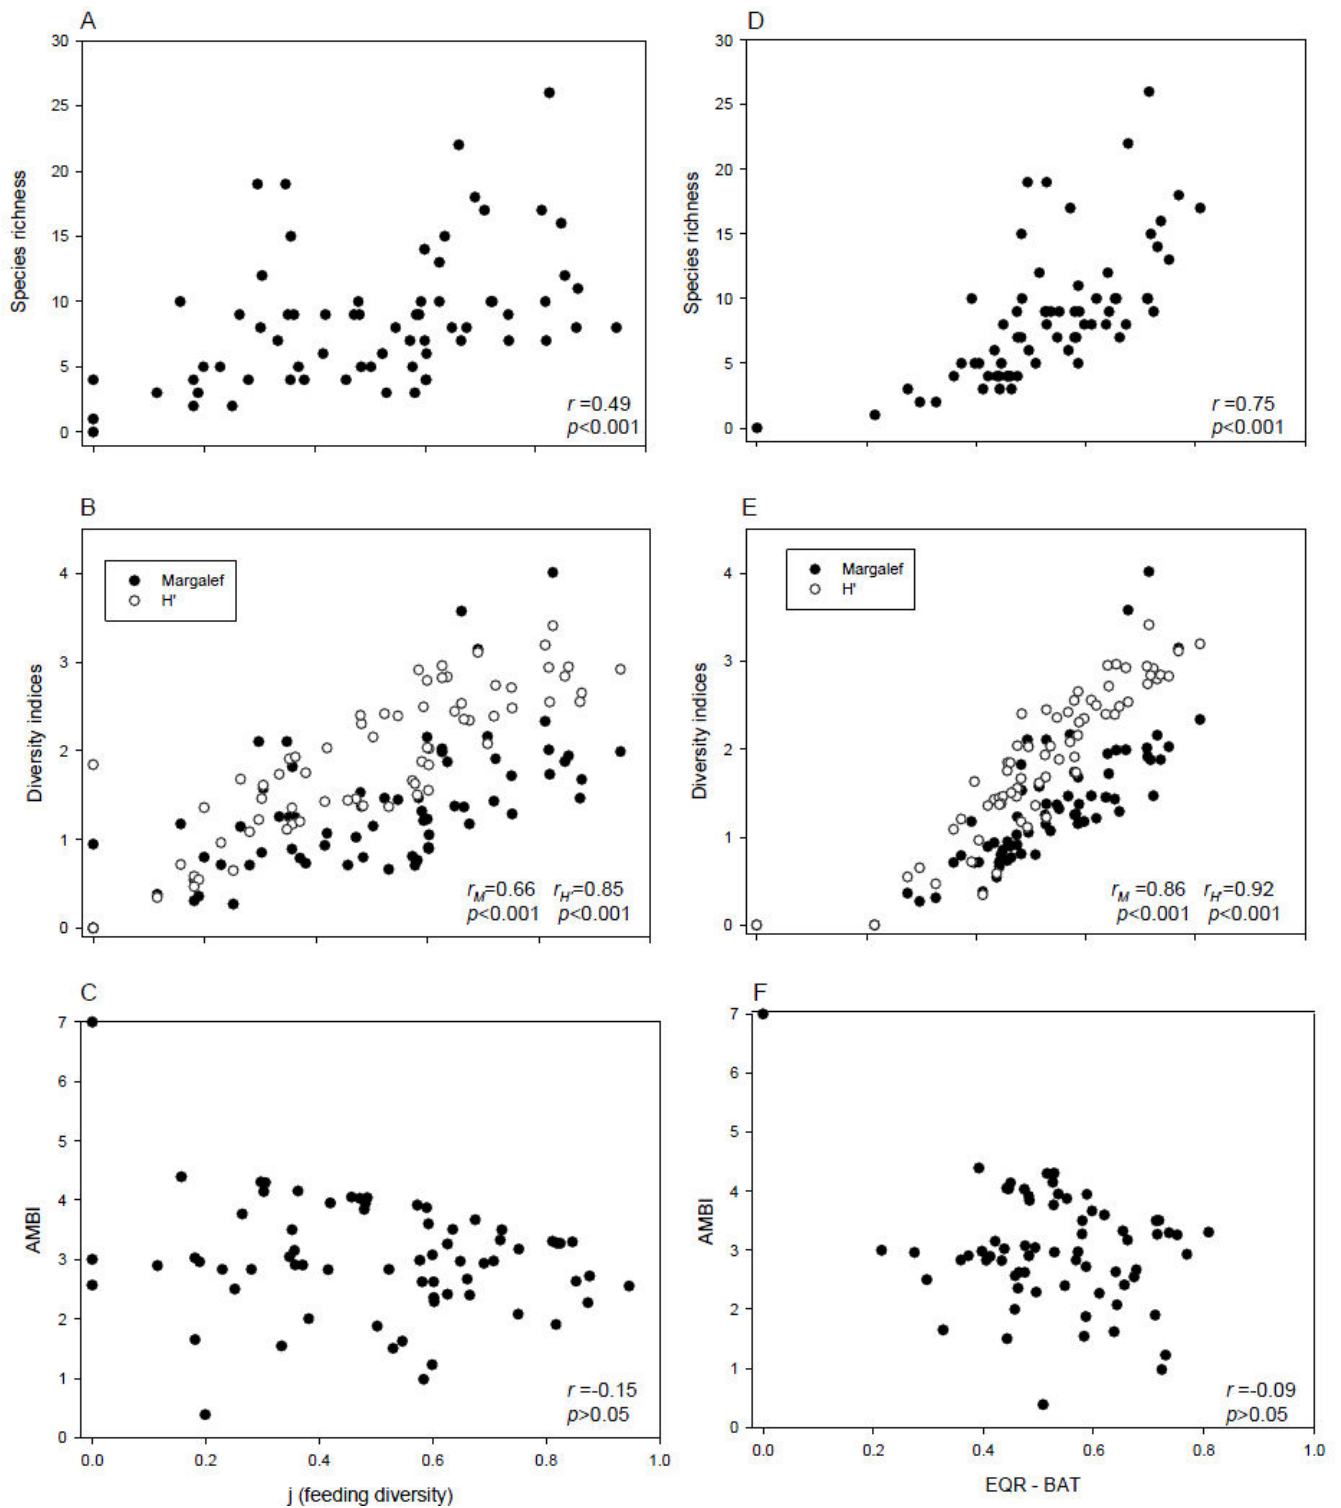 A
30
25
20
15
10
5
0
Species richness
r =0.49
p<0.001
D
30
25
20
15
10
5
0
Species richness
r =0.75
p<0.001
B
4
3
2
1
0
Diversity indices
Margalef
H'
rM=0.66 rH'=0.85
p<0.001 p<0.001
E
4
3
2
1
0
Diversity indices
Margalef
H'
rM =0.86 rH'=0.92
p<0.001 p<0.001
C
7
6
5
4
3
2
1
0
AMBI
r =-0.15
p>0.05
0.0 0.2 0.4 0.6 0.8 1.0
j (feeding diversity)
F
7
6
5
4
3
2
1
0
AMBI
r =-0.09
p>0.05
0.0 0.2 0.4 0.6 0.8 1.0
EQR - BAT